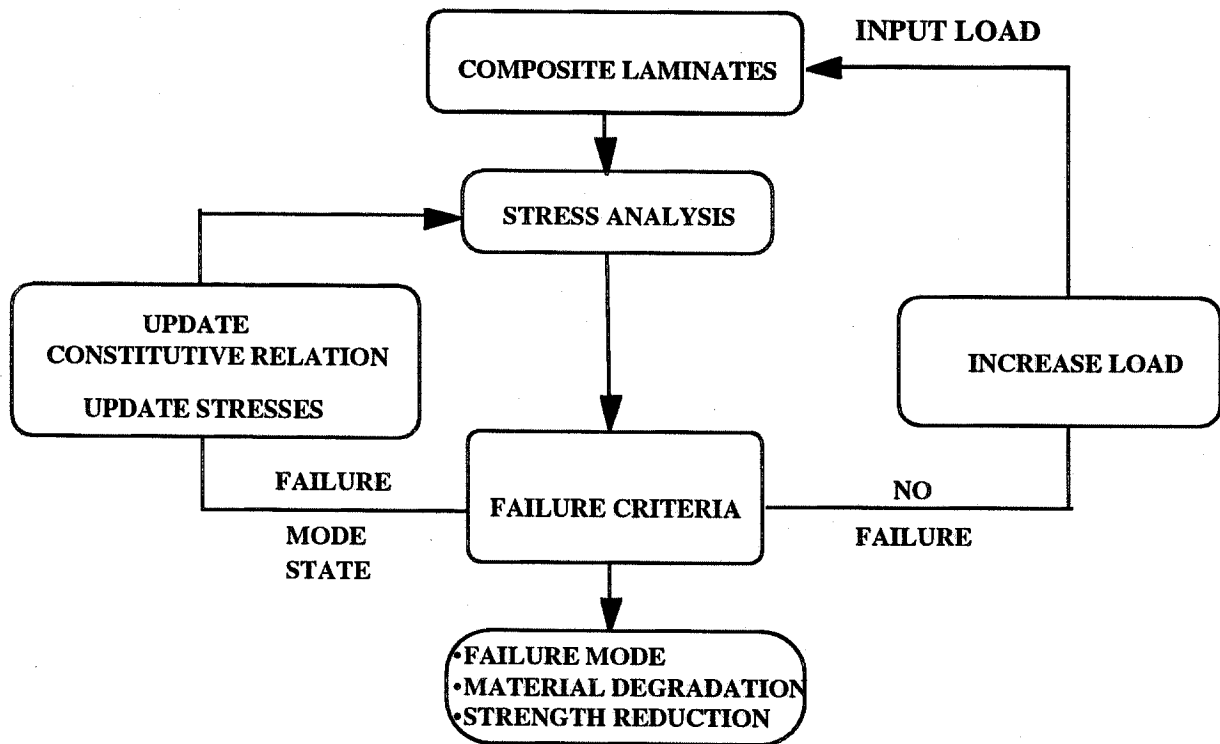 INPUT LOAD
COMPOSITE LAMINATES
STRESS ANALYSIS
UPDATE
CONSTITUTIVE RELATION
UPDATE STRESSES
INCREASE LOAD
FAILURE
MODE
STATE
FAILURE CRITERIA
NO
FAILURE
•FAILURE MODE
•MATERIAL DEGRADATION
•STRENGTH REDUCTION